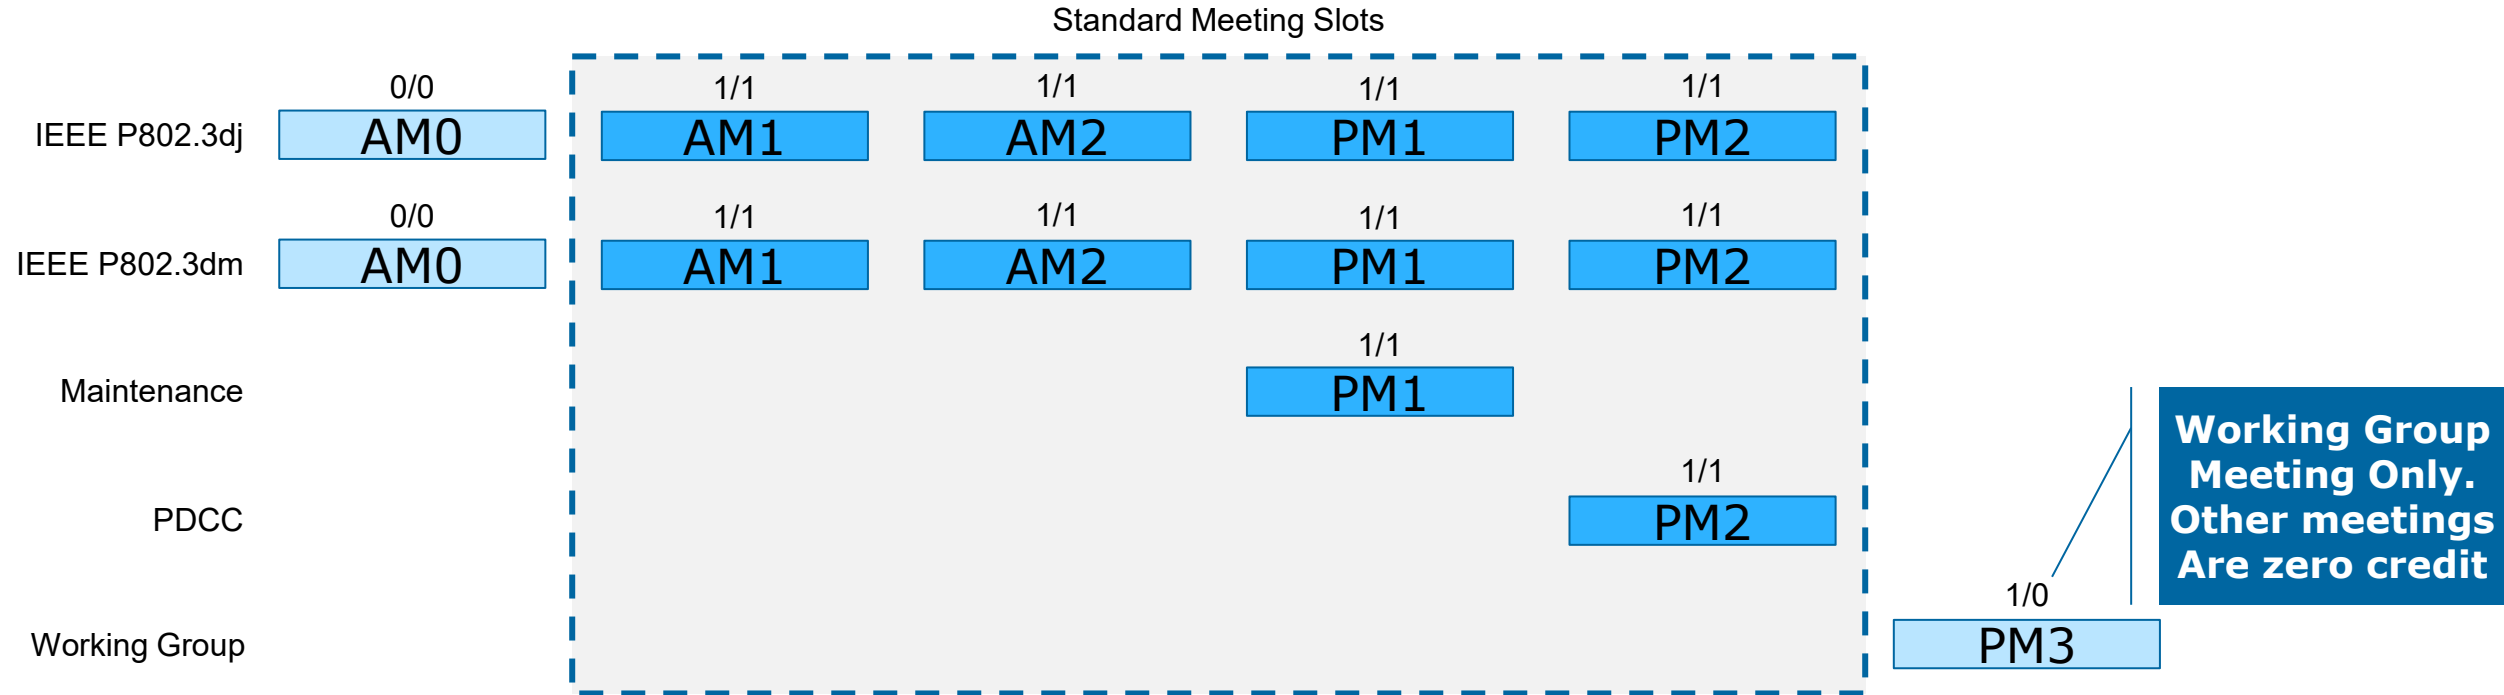 Standard Meeting Slots
0/0 1/1 1/1 1/1 1/1
IEEE P802.3dj AM0 AM1 AM2 PM1 PM2
0/0 1/1 1/1 1/1 1/1
IEEE P802.3dm AM0 AM1 AM2 PM1 PM2
1/1
Maintenance PM1
1/1
PDCC PM2
Working Group
Meeting Only.
Other meetings
Are zero credit
1/0
Working Group PM3